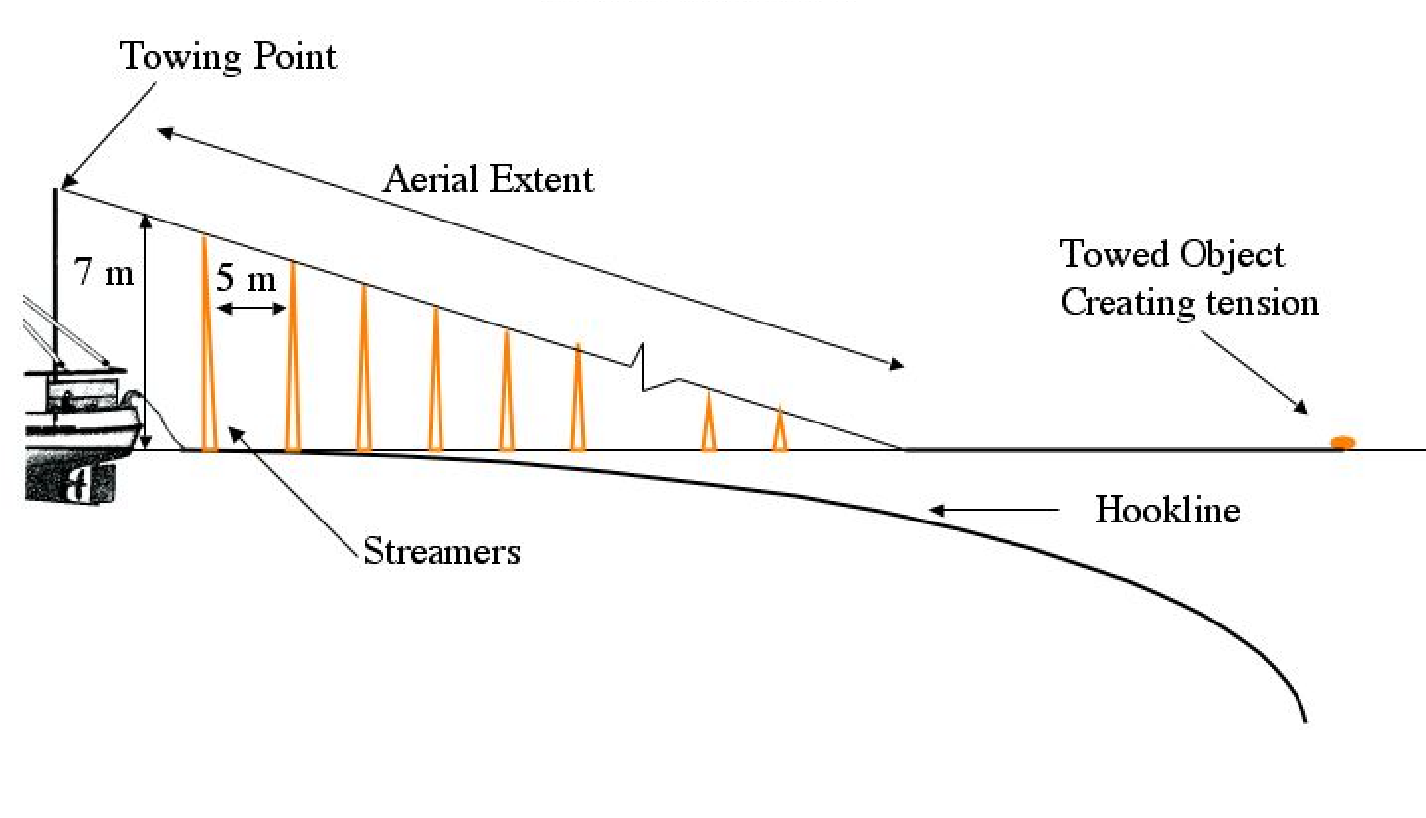 Towing Point
Aerial Extent
7 m
5 m
Towed Object
Creating tension
Hookline
Streamers